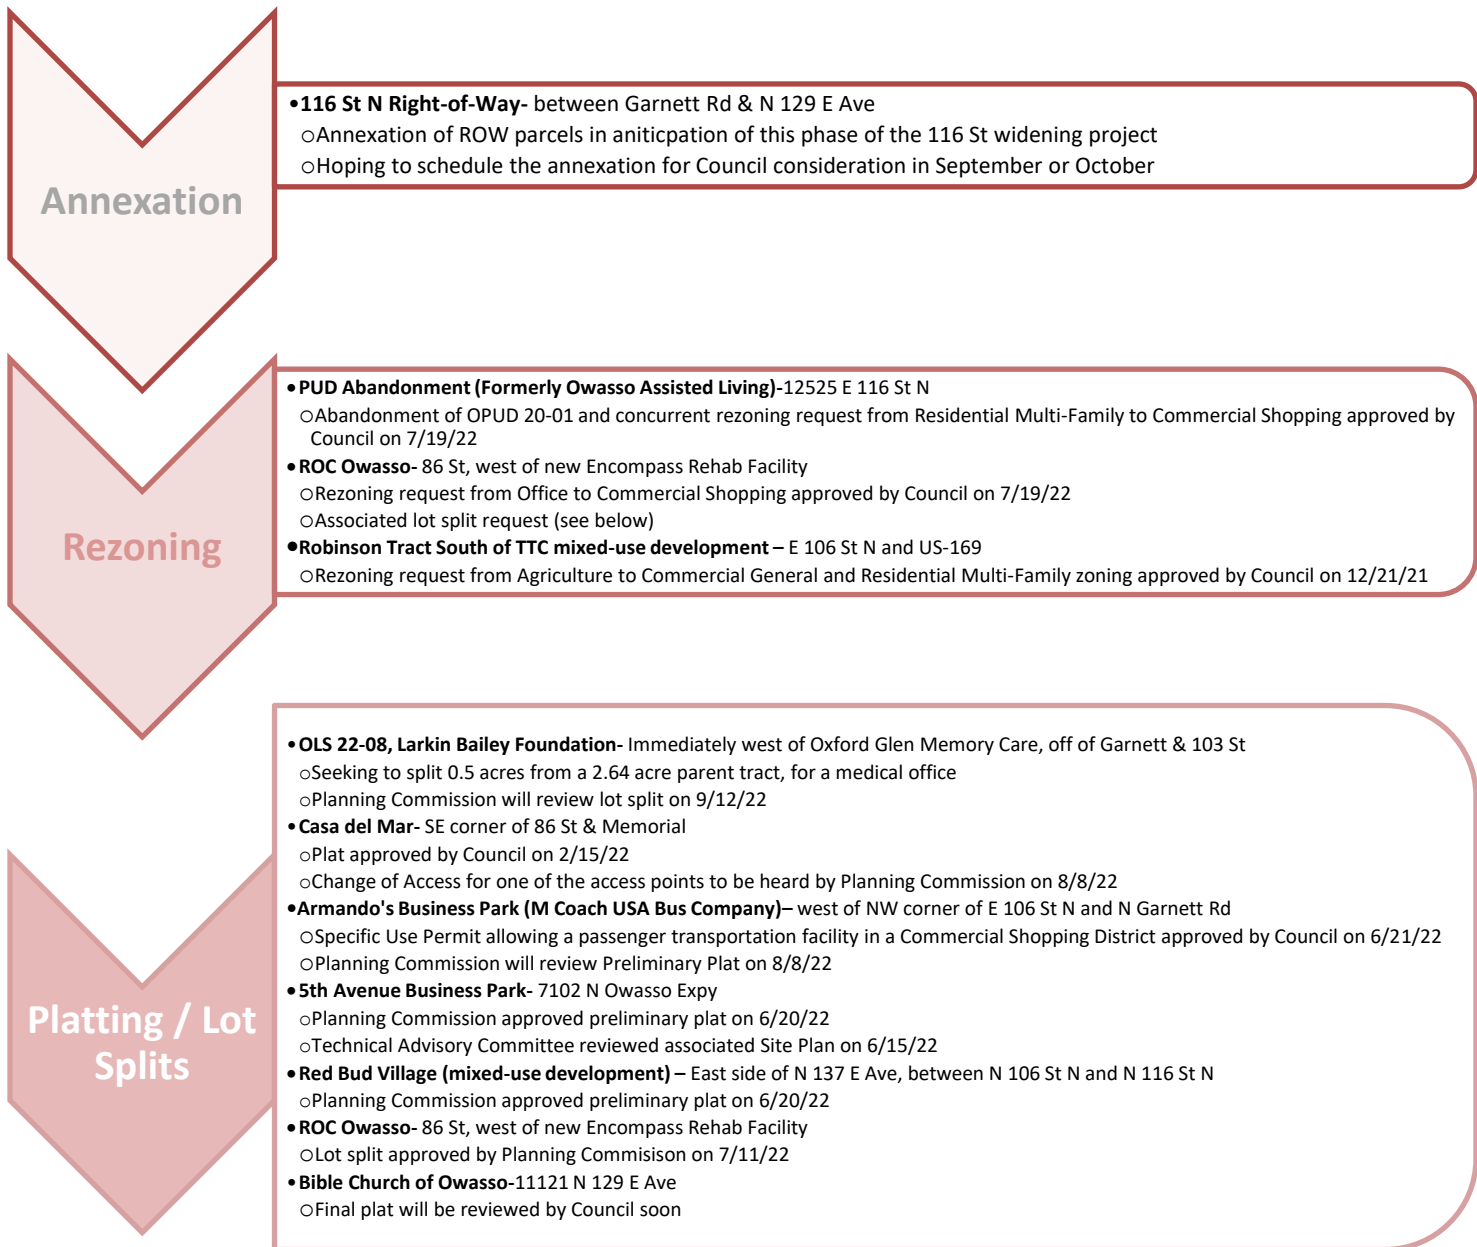 Annexation
•116 St N Right-of-Way- between Garnett Rd & N 129 E Ave
oAnnexation of ROW parcels in aniticpation of this phase of the 116 St widening project
oHoping to schedule the annexation for Council consideration in September or October
Rezoning
•PUD Abandonment (Formerly Owasso Assisted Living)-12525 E 116 St N
oAbandonment of OPUD 20-01 and concurrent rezoning request from Residential Multi-Family to Commercial Shopping approved by
Council on 7/19/22
•ROC Owasso- 86 St, west of new Encompass Rehab Facility
oRezoning request from Office to Commercial Shopping approved by Council on 7/19/22
oAssociated lot split request (see below)
•Robinson Tract South of TTC mixed-use development – E 106 St N and US-169
oRezoning request from Agriculture to Commercial General and Residential Multi-Family zoning approved by Council on 12/21/21
Platting / Lot
Splits
•OLS 22-08, Larkin Bailey Foundation- Immediately west of Oxford Glen Memory Care, off of Garnett & 103 St
oSeeking to split 0.5 acres from a 2.64 acre parent tract, for a medical office
oPlanning Commission will review lot split on 9/12/22
•Casa del Mar- SE corner of 86 St & Memorial
oPlat approved by Council on 2/15/22
oChange of Access for one of the access points to be heard by Planning Commission on 8/8/22
•Armando's Business Park (M Coach USA Bus Company)– west of NW corner of E 106 St N and N Garnett Rd
oSpecific Use Permit allowing a passenger transportation facility in a Commercial Shopping District approved by Council on 6/21/22
oPlanning Commission will review Preliminary Plat on 8/8/22
•5th Avenue Business Park- 7102 N Owasso Expy
oPlanning Commission approved preliminary plat on 6/20/22
oTechnical Advisory Committee reviewed associated Site Plan on 6/15/22
•Red Bud Village (mixed-use development) – East side of N 137 E Ave, between N 106 St N and N 116 St N
oPlanning Commission approved preliminary plat on 6/20/22
•ROC Owasso- 86 St, west of new Encompass Rehab Facility
oLot split approved by Planning Commisison on 7/11/22
•Bible Church of Owasso-11121 N 129 E Ave
oFinal plat will be reviewed by Council soon